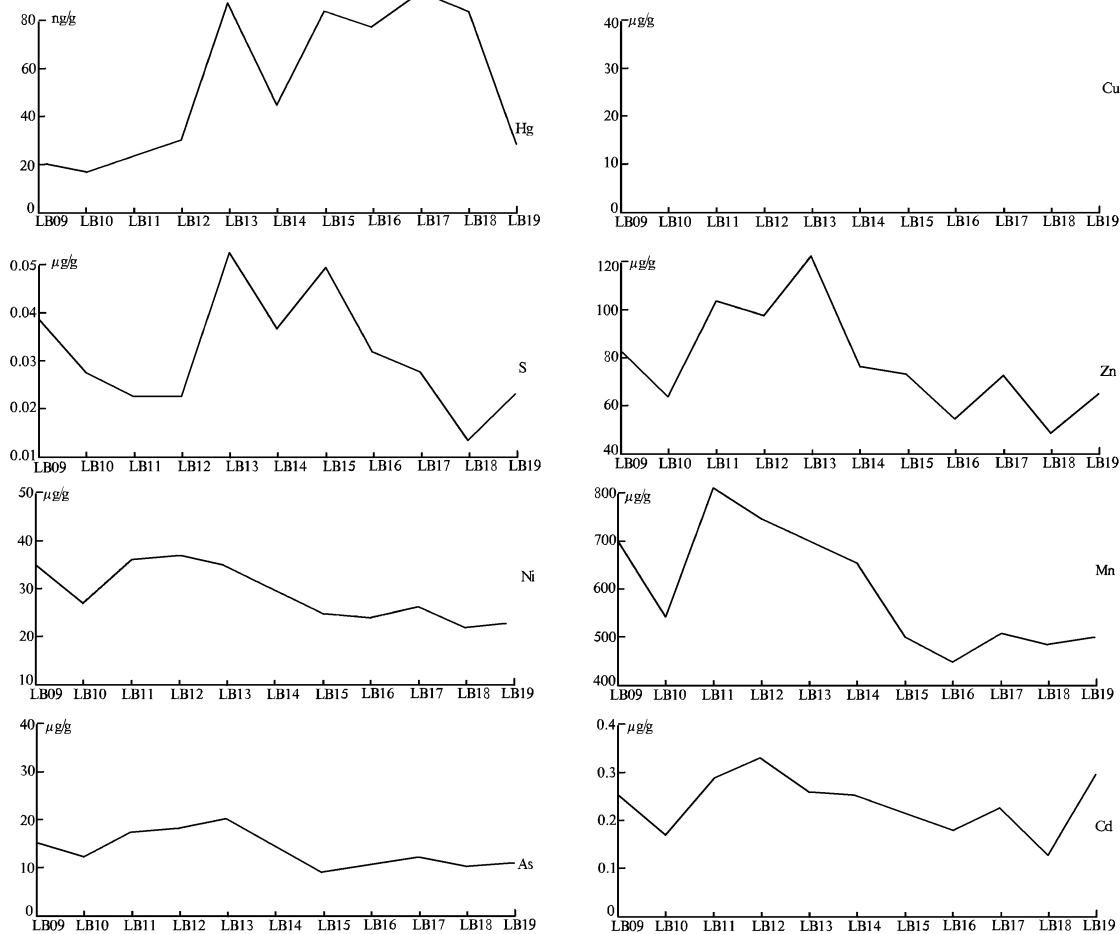 80 ng/g
60
40
Hg
20
0
LB09 LB10 LB11 LB12 LB13 LB14 LB15 LB16 LB17 LB18 LB19
40 µg/g
30
Cu
20
10
0
LB09 LB10 LB11 LB12 LB13 LB14 LB15 LB16 LB17 LB18 LB19
0.05 µg/g
0.04
0.03
S
0.02
0.01
LB09 LB10 LB11 LB12 LB13 LB14 LB15 LB16 LB17 LB18 LB19
120 µg/g
100
80
Zn
60
40
LB09 LB10 LB11 LB12 LB13 LB14 LB15 LB16 LB17 LB18 LB19
50 µg/g
40
30
Ni
20
10
LB09 LB10 LB11 LB12 LB13 LB14 LB15 LB16 LB17 LB18 LB19
800 µg/g
700
Mn
600
500
400
LB09 LB10 LB11 LB12 LB13 LB14 LB15 LB16 LB17 LB18 LB19
40 µg/g
30
20
10
As
0
LB09 LB10 LB11 LB12 LB13 LB14 LB15 LB16 LB17 LB18 LB19
0.4 µg/g
0.3
0.2
Cd
0.1
0
LB09 LB10 LB11 LB12 LB13 LB14 LB15 LB16 LB17 LB18 LB19